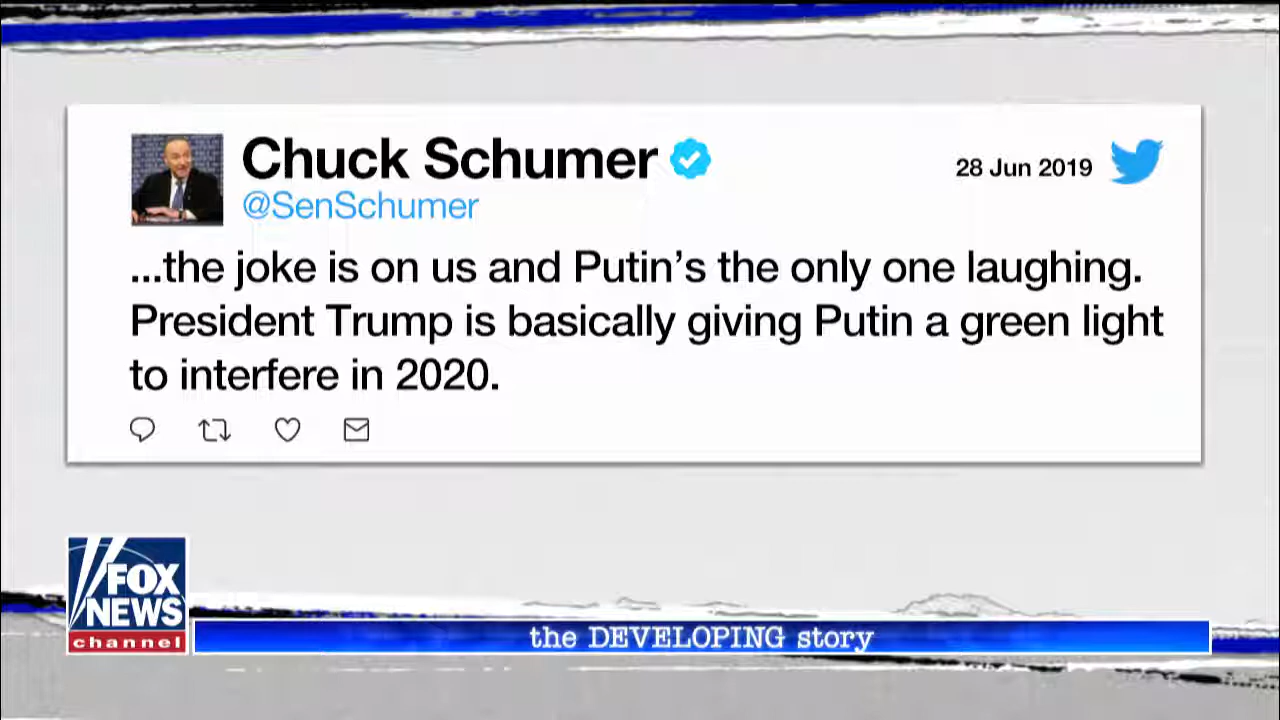 Chuck Schumer
@SenSchumer
28 Jun 2019
...the joke is on us and Putin’s the only one laughing.
President Trump is basically giving Putin a green light
to interfere in 2020.
FOX
NEWS
channel
the DEVELOPING story